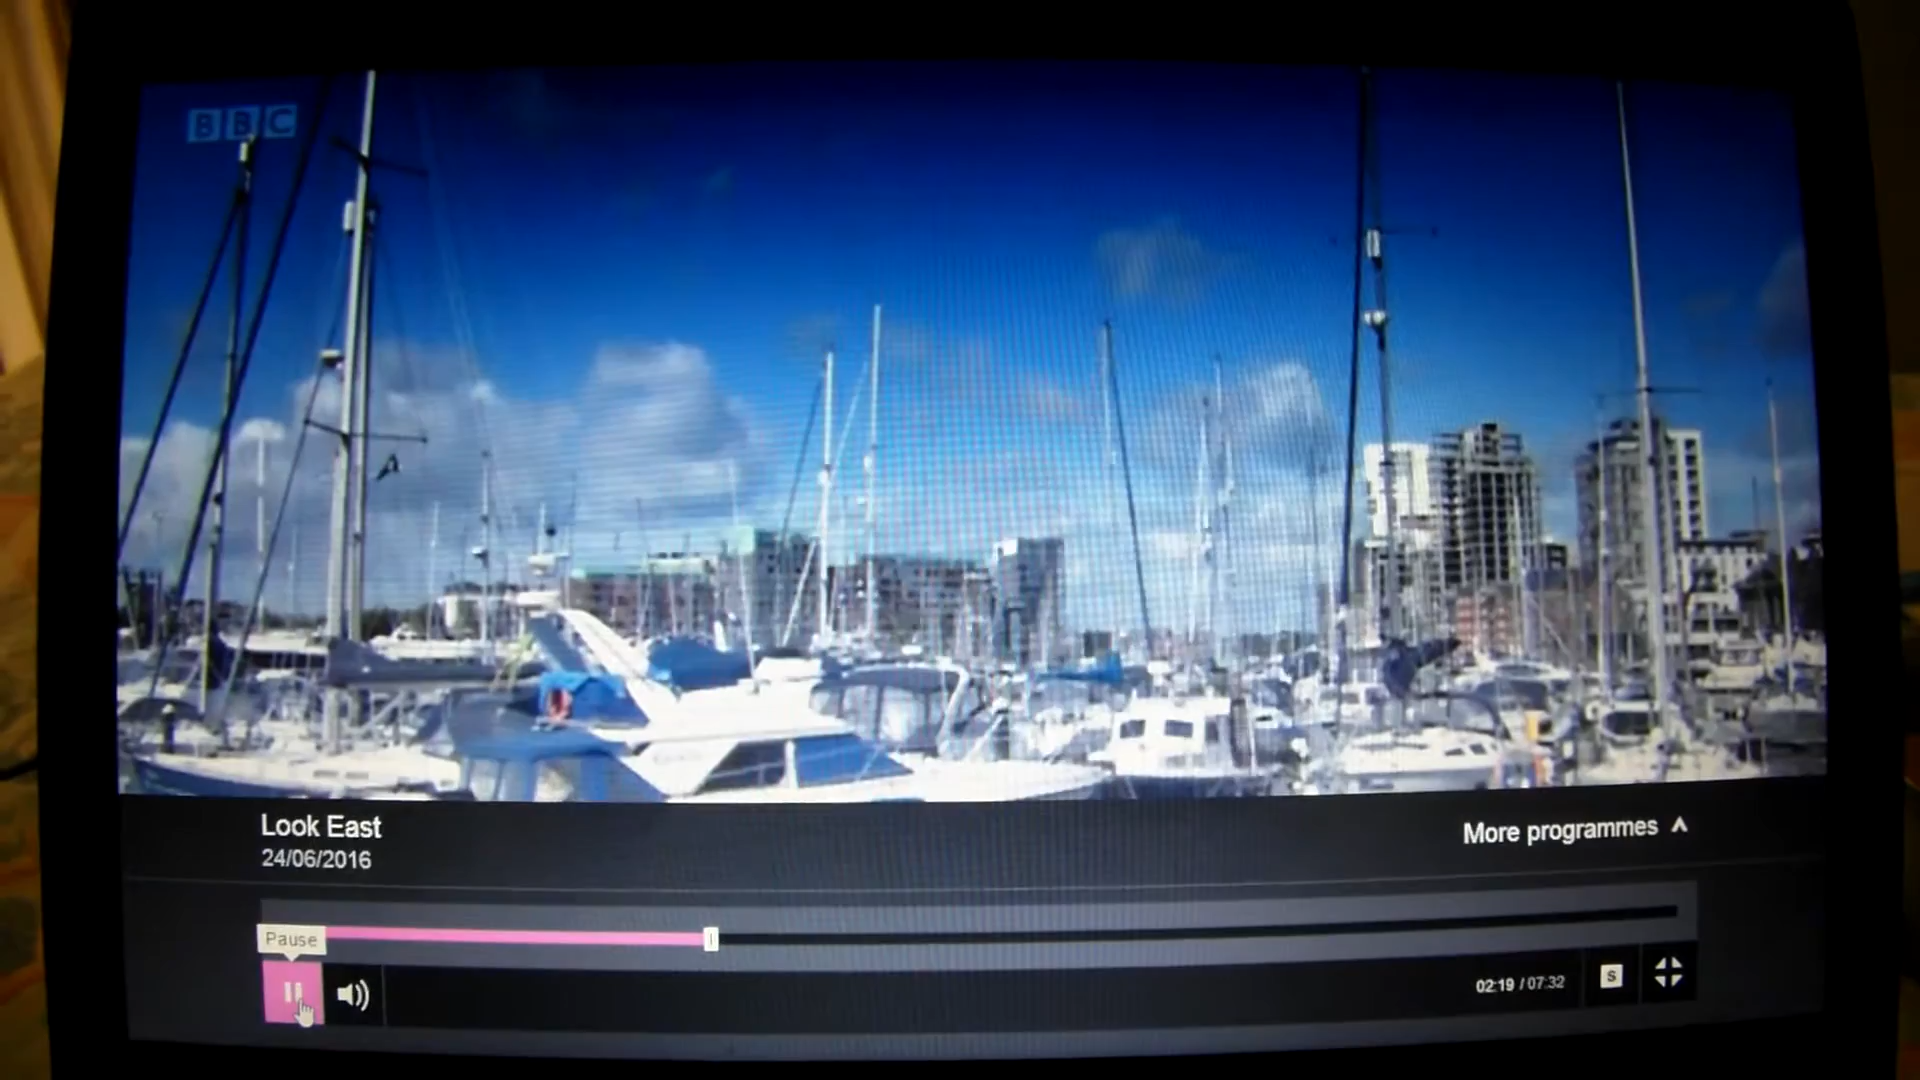 BBC
Look East
24/06/2016
More programmes
Pause
02:19 / 07:32
S